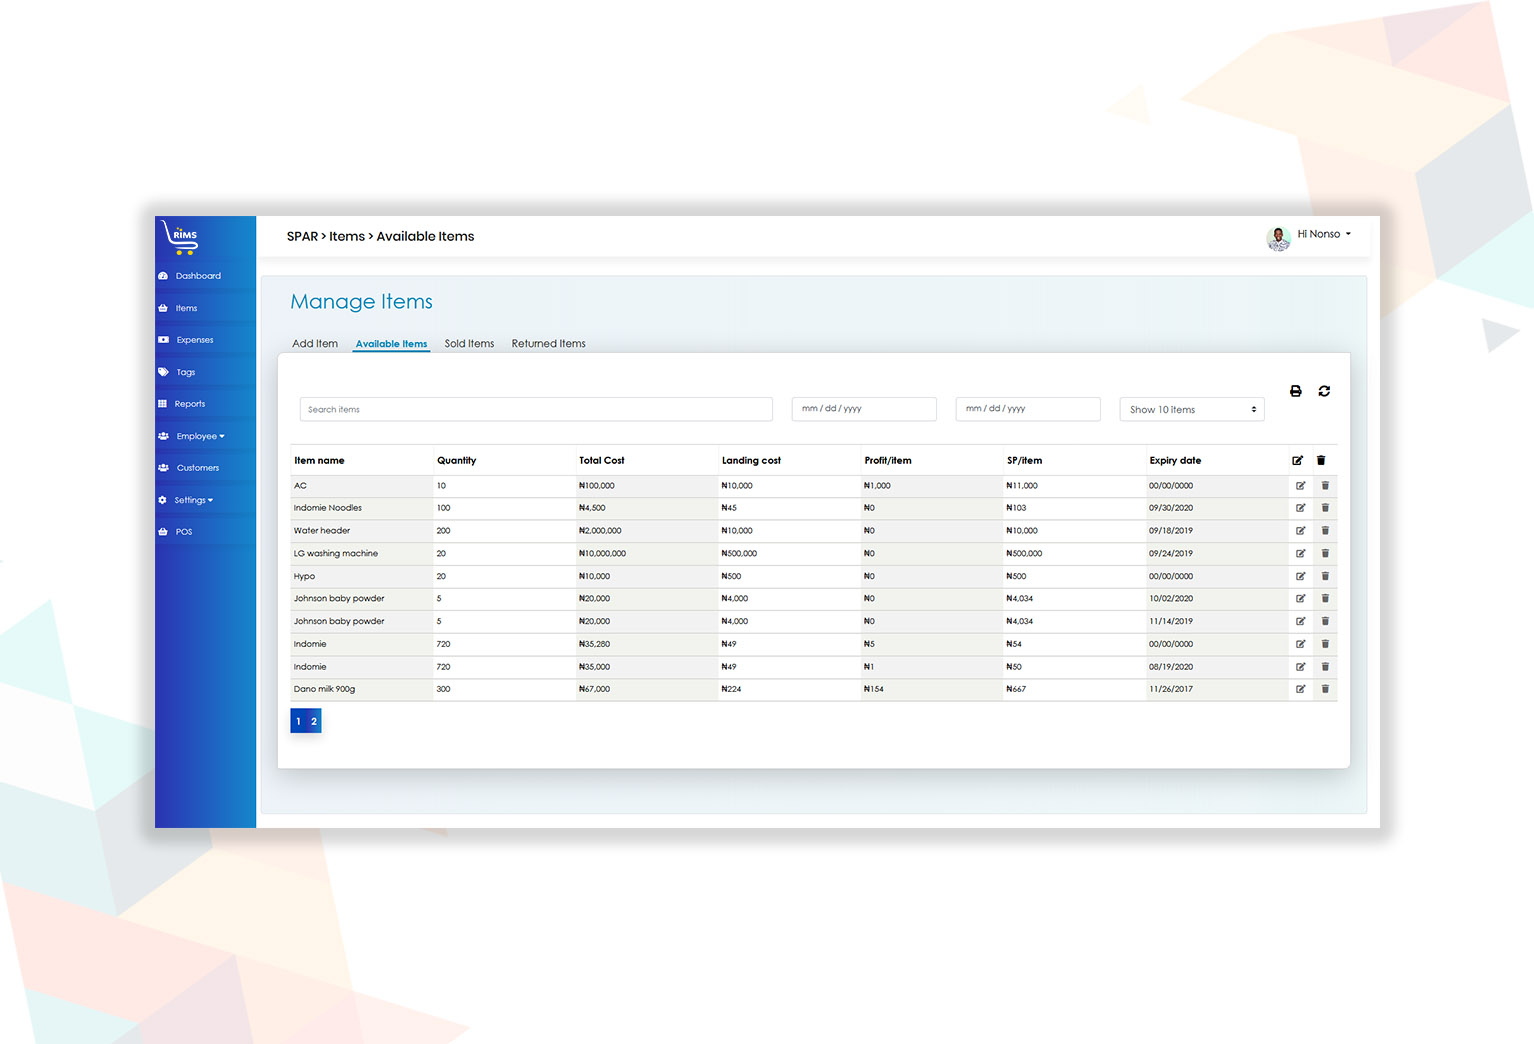 RiMS
SPAR > Items > Available Items
Hi Nonso
Dashboard
Items
Expenses
Tags
Reports
Employee
Customers
Settings
POS
Manage Items
Add Item Available Items Sold Items Returned Items
Search items mm / dd / yyyy mm / dd / yyyy Show 10 Items
Item name Quantity Total Cost Landing cost Profit/item SP/item Expiry date
AC 10 ₦100,000 ₦10,000 ₦1,000 ₦11,000 00/00/0000
Indomie Noodles 100 ₦4,500 ₦45 ₦0 ₦103 09/30/2020
Water header 200 ₦2,000,000 ₦10,000 ₦0 ₦10,000 09/18/2019
LG washing machine 20 ₦10,000,000 ₦500,000 ₦0 ₦500,000 09/24/2019
Hypo 20 ₦10,000 ₦500 ₦0 ₦500 00/00/0000
Johnson baby powder 5 ₦20,000 ₦4,000 ₦0 ₦4,034 10/02/2020
Johnson baby powder 5 ₦20,000 ₦4,000 ₦0 ₦4,034 11/14/2019
Indomie 720 ₦35,280 ₦49 ₦5 ₦54 00/00/0000
Indomie 720 ₦35,000 ₦49 ₦1 ₦50 08/19/2020
Dano milk 900g 300 ₦67,000 ₦224 ₦154 ₦667 11/26/2017
1 2